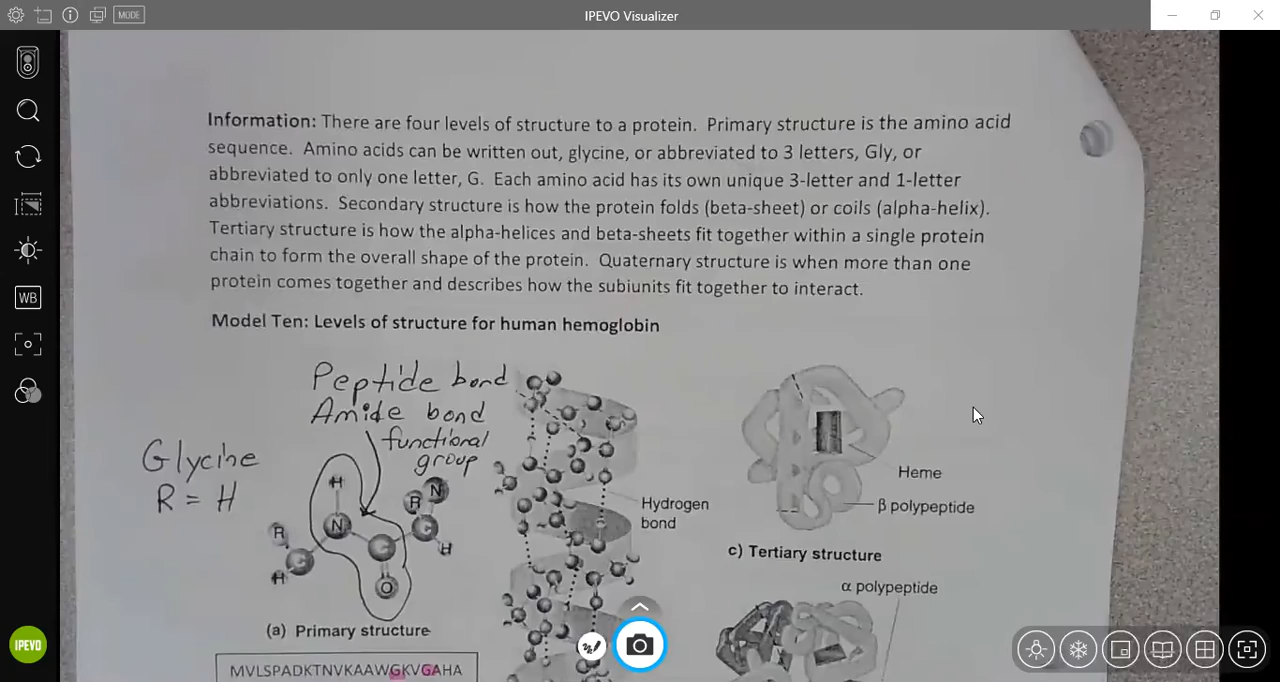 MODE
IPEVO Visualizer
WB
IPEVO
Information: There are four levels of structure to a protein. Primary structure is the amino acid
sequence. Amino acids can be written out, glycine, or abbreviated to 3 letters, Gly, or
abbreviated to only one letter, G. Each amino acid has its own unique 3-letter and 1-letter
abbreviations. Secondary structure is how the protein folds (beta-sheet) or coils (alpha-helix).
Tertiary structure is how the alpha-helices and beta-sheets fit together within a single protein
chain to form the overall shape of the protein. Quaternary structure is when more than one
protein comes together and describes how the subiunits fit together to interact.
Model Ten: Levels of structure for human hemoglobin
Peptide bond
Amide bond
functional
group
Glycine
R = H
H
N
R
H
C
C
O
C
R
N
H
(a) Primary structure
MVLSPADKTNVKAAWGKVGAHA
Hydrogen
bond
Heme
β polypeptide
c) Tertiary structure
α polypeptide